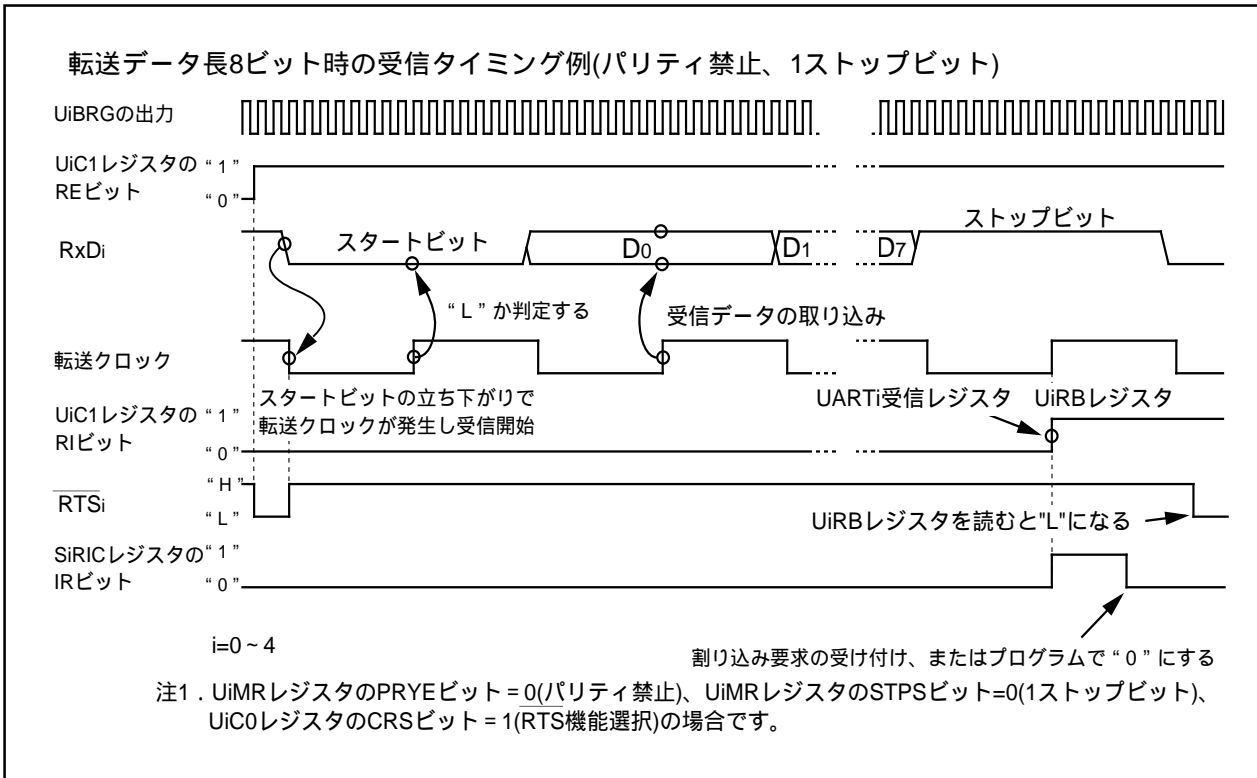 転送データ長8ビット時の受信タイミング例(パリティ禁止、1ストップビット)
UiBRGの出力
UiC1レジスタの
REビット
“ 1 ”
“ 0 ”
RxDi
スタートビット
D0
D1
D7
ストップビット
“ L ” か判定する
受信データの取り込み
転送クロック
スタートビットの立ち下がりで
転送クロックが発生し受信開始
UARTi受信レジスタ UiRBレジスタ
UiC1レジスタの
RIビット
“ 1 ”
“ 0 ”
RTSi
“ H ”
“ L ”
UiRBレジスタを読むと"L"になる
SiRICレジスタの
IRビット
“ 1 ”
“ 0 ”
i=0 ~ 4
割り込み要求の受け付け、またはプログラムで “ 0 ” にする
注1．UiMRレジスタのPRYEビット = 0(パリティ禁止)、UiMRレジスタのSTPSビット=0(1ストップビット)、
UiC0レジスタのCRSビット = 1(RTS機能選択)の場合です。